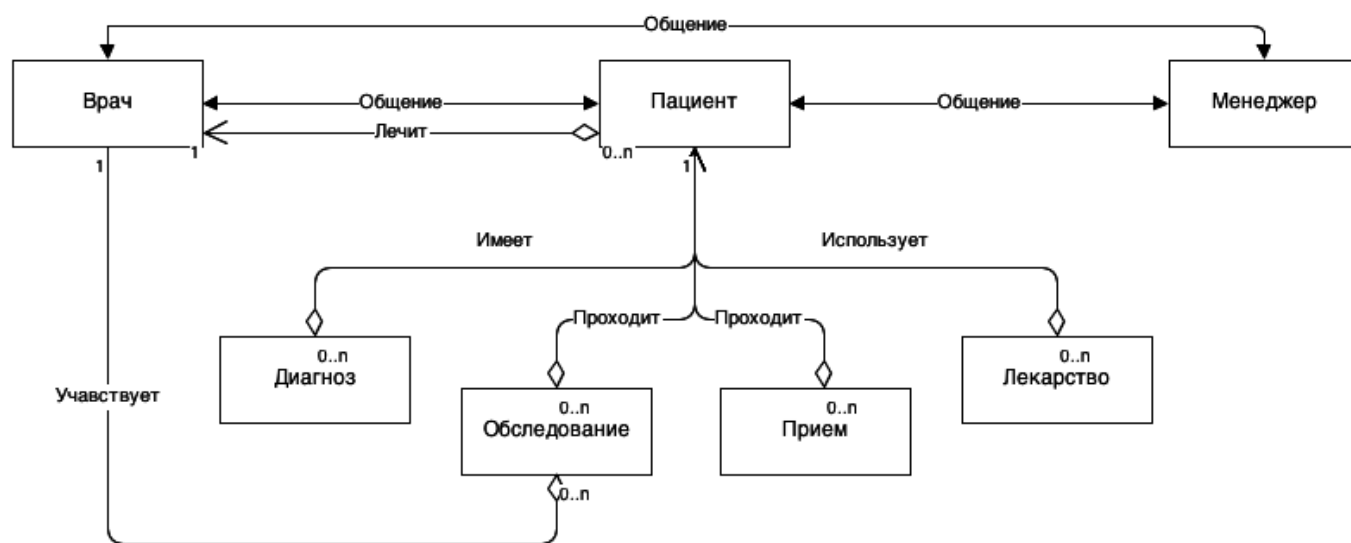 Общение
Врач
Пациент
Менеджер
Общение
Общение
Лечит
1
0..n
1
1
Имеет
Использует
Проходит
Проходит
0..n
0..n
Диагноз
Лекарство
Учавствует
0..n
0..n
Обследование
Прием
0..n